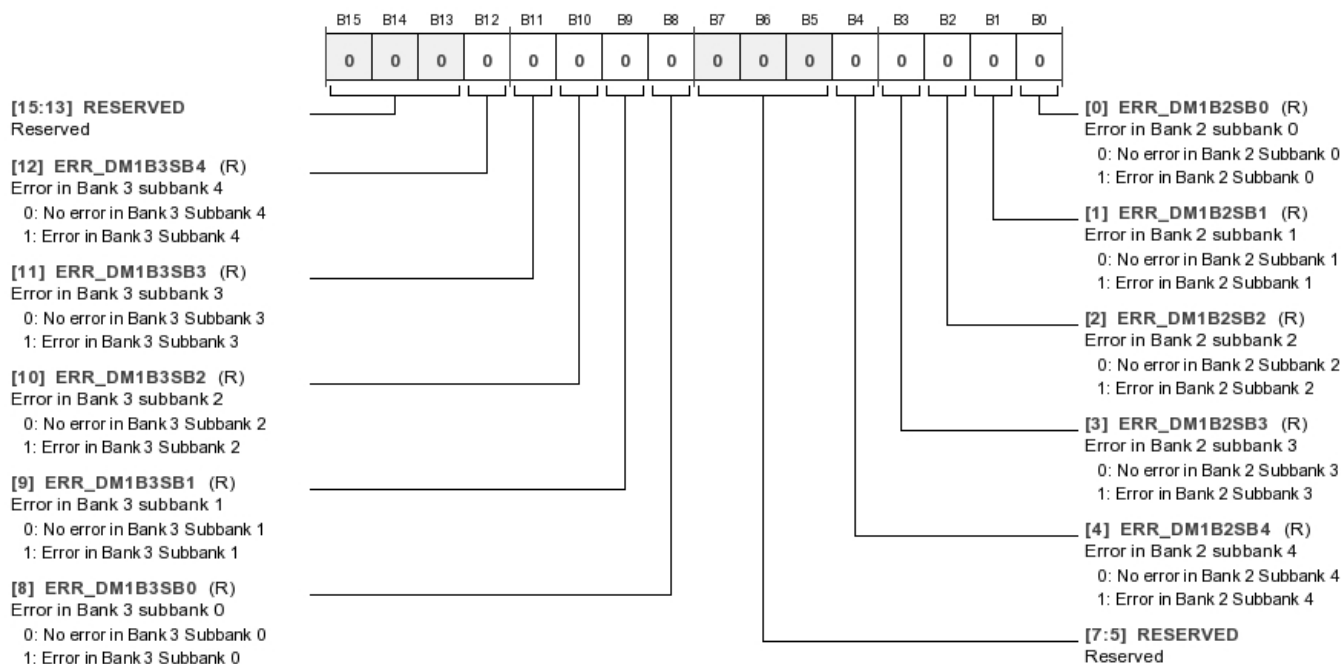 B15 B14 B13 B12 B11 B10 B9 B8 B7 B6 B5 B4 B3 B2 B1 B0
0 0 0 0 0 0 0 0 0 0 0 0 0 0 0 0
[15:13] RESERVED
Reserved
[12] ERR_DM1B3SB4 (R)
Error in Bank 3 subbank 4
0: No error in Bank 3 Subbank 4
1: Error in Bank 3 Subbank 4
[11] ERR_DM1B3SB3 (R)
Error in Bank 3 subbank 3
0: No error in Bank 3 Subbank 3
1: Error in Bank 3 Subbank 3
[10] ERR_DM1B3SB2 (R)
Error in Bank 3 subbank 2
0: No error in Bank 3 Subbank 2
1: Error in Bank 3 Subbank 2
[9] ERR_DM1B3SB1 (R)
Error in Bank 3 subbank 1
0: No error in Bank 3 Subbank 1
1: Error in Bank 3 Subbank 1
[8] ERR_DM1B3SB0 (R)
Error in Bank 3 subbank 0
0: No error in Bank 3 Subbank 0
1: Error in Bank 3 Subbank 0
[0] ERR_DM1B2SB0 (R)
Error in Bank 2 subbank 0
0: No error in Bank 2 Subbank 0
1: Error in Bank 2 Subbank 0
[1] ERR_DM1B2SB1 (R)
Error in Bank 2 subbank 1
0: No error in Bank 2 Subbank 1
1: Error in Bank 2 Subbank 1
[2] ERR_DM1B2SB2 (R)
Error in Bank 2 subbank 2
0: No error in Bank 2 Subbank 2
1: Error in Bank 2 Subbank 2
[3] ERR_DM1B2SB3 (R)
Error in Bank 2 subbank 3
0: No error in Bank 2 Subbank 3
1: Error in Bank 2 Subbank 3
[4] ERR_DM1B2SB4 (R)
Error in Bank 2 subbank 4
0: No error in Bank 2 Subbank 4
1: Error in Bank 2 Subbank 4
[7:5] RESERVED
Reserved